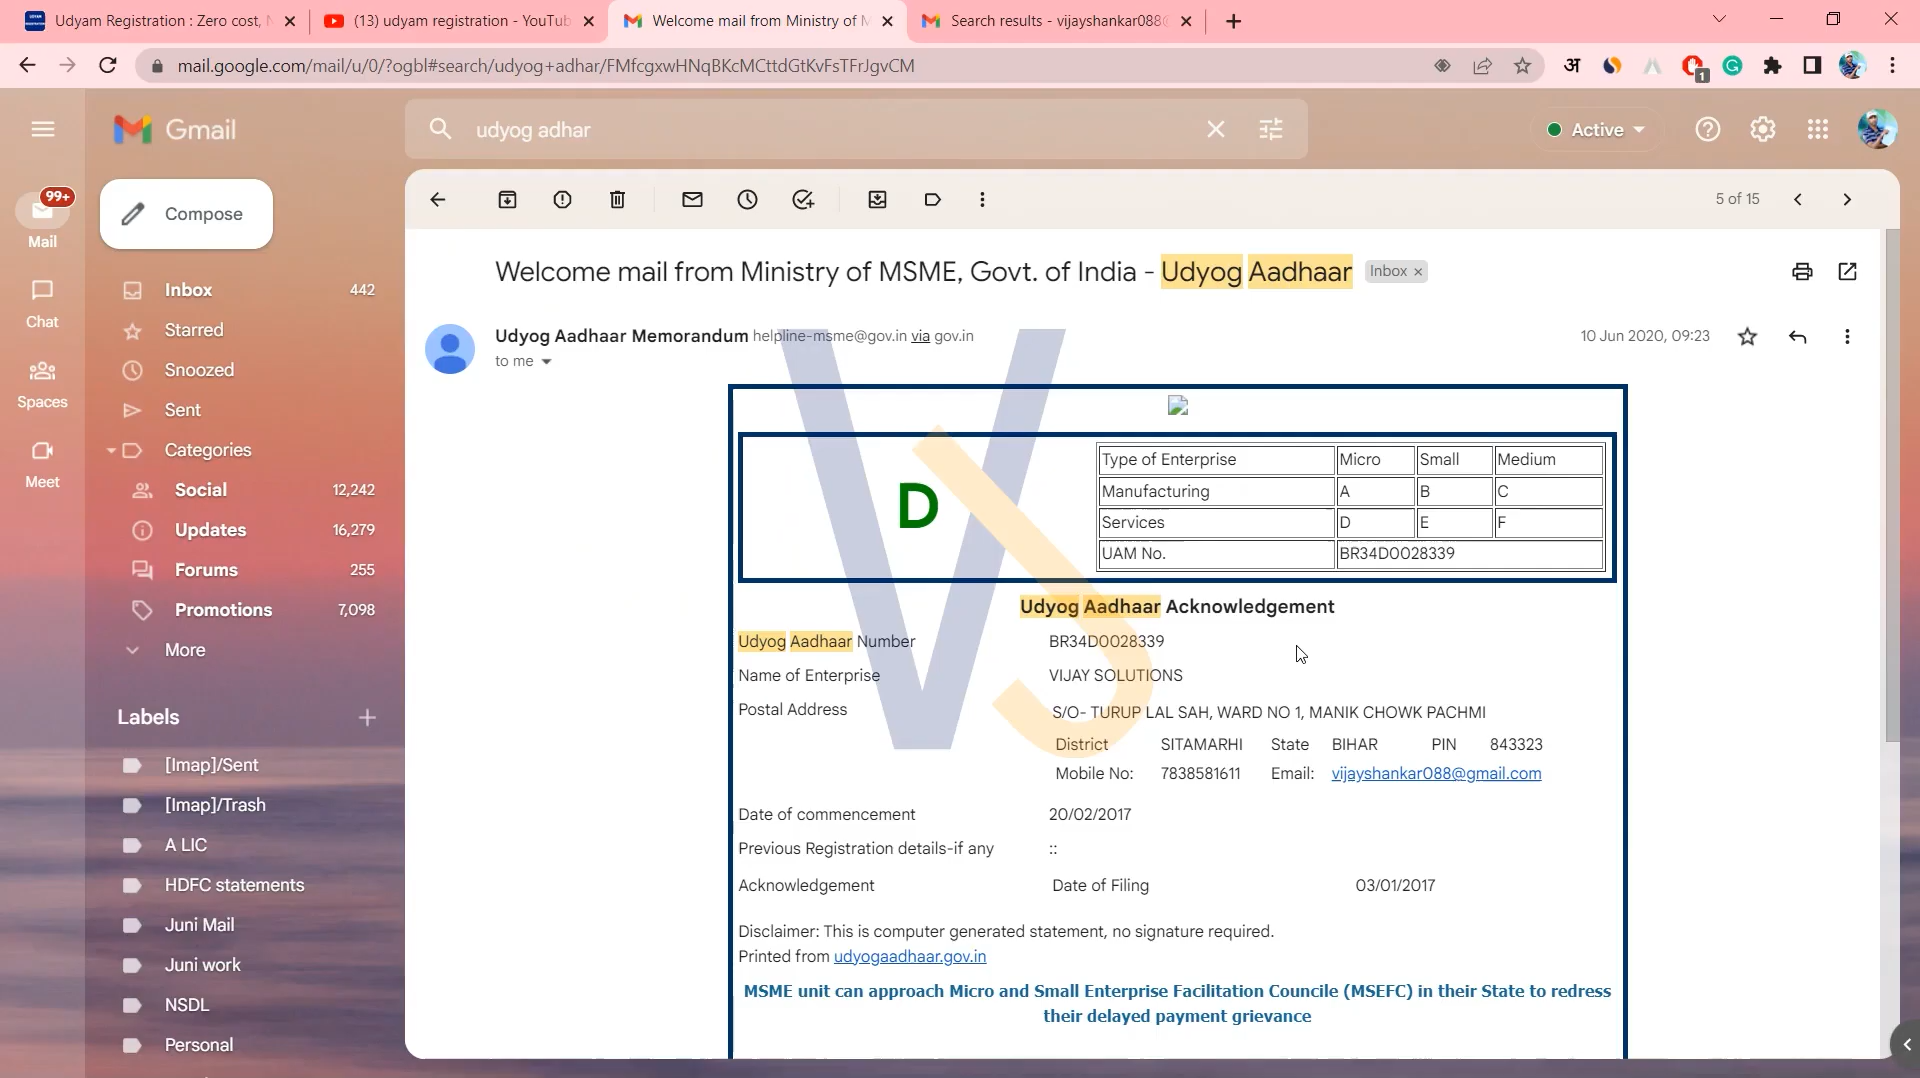 Udyam Registration : Zero cost, N
(13) udyam registration - YouTub
Welcome mail from Ministry of M
Search results - vijayshankar088
mail.google.com/mail/u/0/?ogbl#search/udyog+adhar/FMfcgxwHNqBKcMCttdGtKvFsTFrJgvCM
अ
1
Gmail
udyog adhar
Active
99+
Mail
Chat
Spaces
Meet
Compose
5 of 15
Inbox 442
Starred
Snoozed
Sent
Categories
Social 12,242
Updates 16,279
Forums 255
Promotions 7,098
More
Labels
[Imap]/Sent
[Imap]/Trash
A LIC
HDFC statements
Juni Mail
Juni work
NSDL
Personal
Welcome mail from Ministry of MSME, Govt. of India - Udyog Aadhaar Inbox
Udyog Aadhaar Memorandum helpline-msme@gov.in via gov.in
10 Jun 2020, 09:23
to me
VJ
D
Type of Enterprise Micro Small Medium
Manufacturing A B C
Services D E F
UAM No. BR34D0028339
Udyog Aadhaar Acknowledgement
Udyog Aadhaar Number BR34D0028339
Name of Enterprise VIJAY SOLUTIONS
Postal Address S/O- TURUP LAL SAH, WARD NO 1, MANIK CHOWK PACHMI
District SITAMARHI State BIHAR PIN 843323
Mobile No: 7838581611 Email: vijayshankar088@gmail.com
Date of commencement 20/02/2017
Previous Registration details-if any ::
Acknowledgement Date of Filing 03/01/2017
Disclaimer: This is computer generated statement, no signature required.
Printed from udyogaadhaar.gov.in
MSME unit can approach Micro and Small Enterprise Facilitation Councile (MSEFC) in their State to redress
their delayed payment grievance